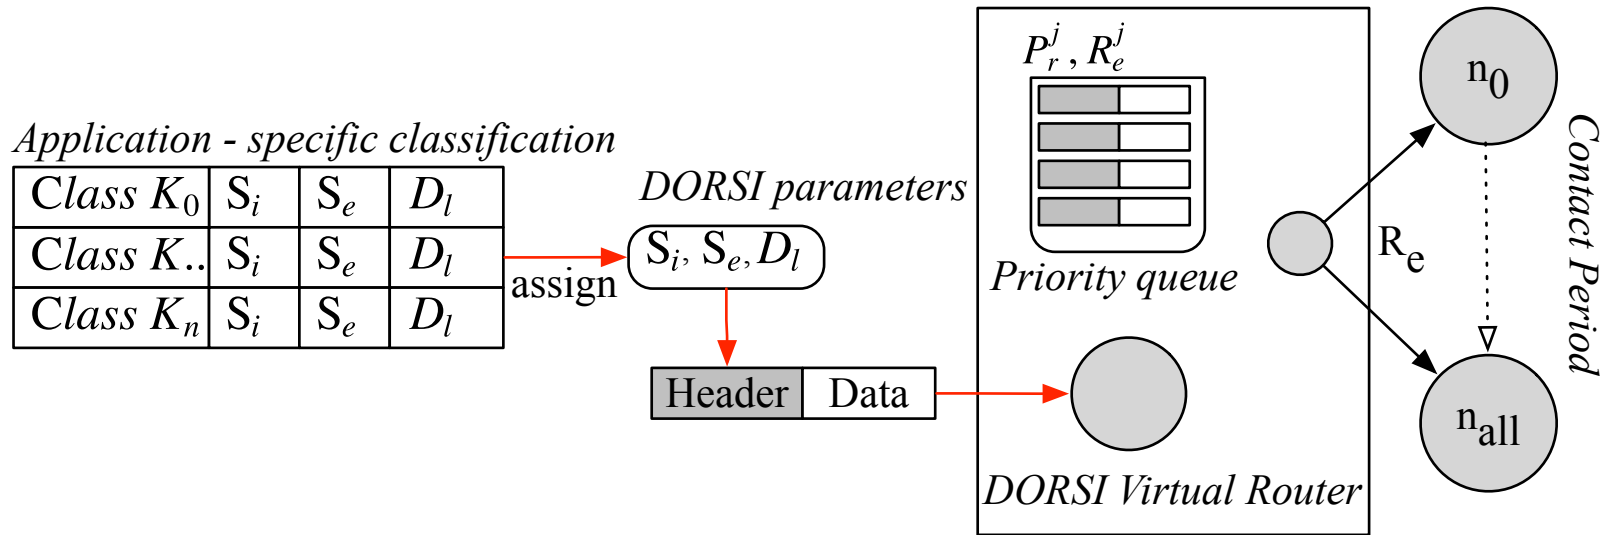 Application - specific classification
Class K₀ Sᵢ Sₑ Dₗ
Class K.. Sᵢ Sₑ Dₗ
Class Kₙ Sᵢ Sₑ Dₗ
assign
DORSI parameters
Sᵢ, Sₑ, Dₗ
Header Data
Pᵣʲ, Rₑʲ
Priority queue
DORSI Virtual Router
Rₑ
n₀
nₐₗₗ
Contact Period